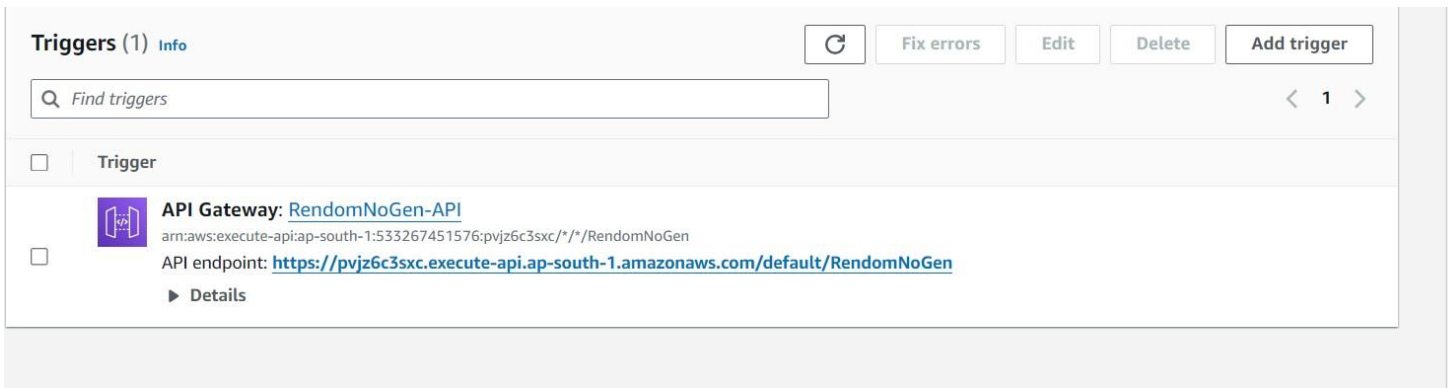 Triggers (1) Info
Fix errors Edit Delete Add trigger
Find triggers
1
Trigger
API Gateway: RendomNoGen-API
arn:aws:execute-api:ap-south-1:533267451576:pvjz6c3sxc/*/*/RendomNoGen
API endpoint: https://pvjz6c3sxc.execute-api.ap-south-1.amazonaws.com/default/RendomNoGen
Details